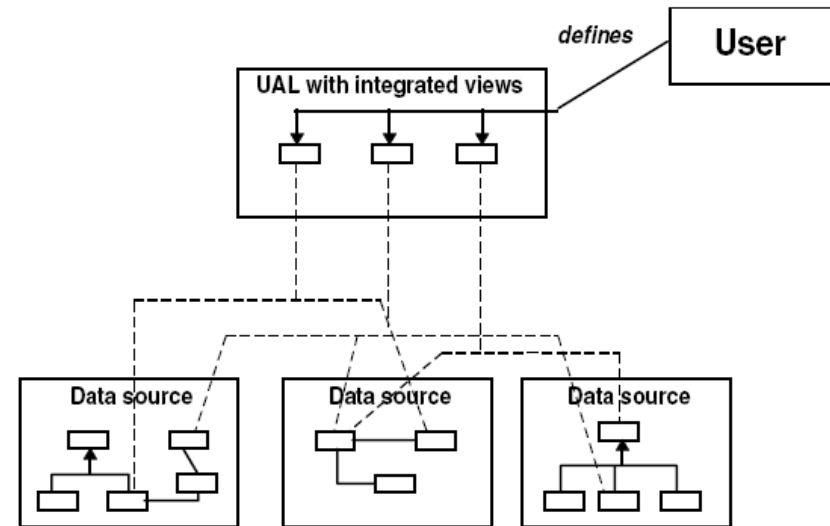 defines
User
UAL with integrated views
Data source
Data source
Data source